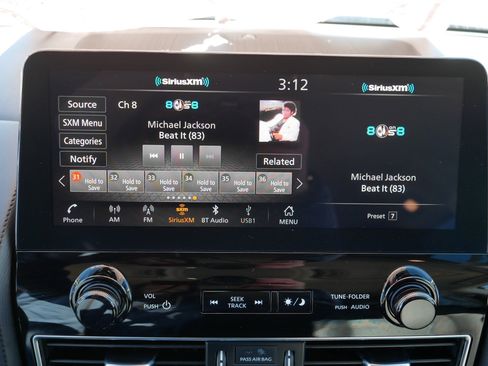 SiriusXM
3:12
SiriusXM
Source
Ch 8
80s8
80s8
SXM Menu
Michael Jackson
Beat It (83)
Categories
Notify
Related
Michael Jackson
Beat It (83)
31 Hold to Save
32 Hold to Save
33 Hold to Save
34 Hold to Save
35 Hold to Save
36 Hold to Save
Phone
AM
FM
SXM
SiriusXM
BT Audio
USB1
MENU
Preset 7
VOL
PUSH
SEEK
TRACK
TUNE·FOLDER
PUSH AUDIO
PASS AIR BAG